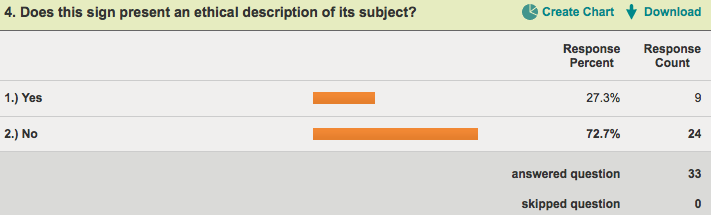 4. Does this sign present an ethical description of its subject? Create Chart Download
Response Percent Response Count
1.) Yes 27.3% 9
2.) No 72.7% 24
answered question 33
skipped question 0